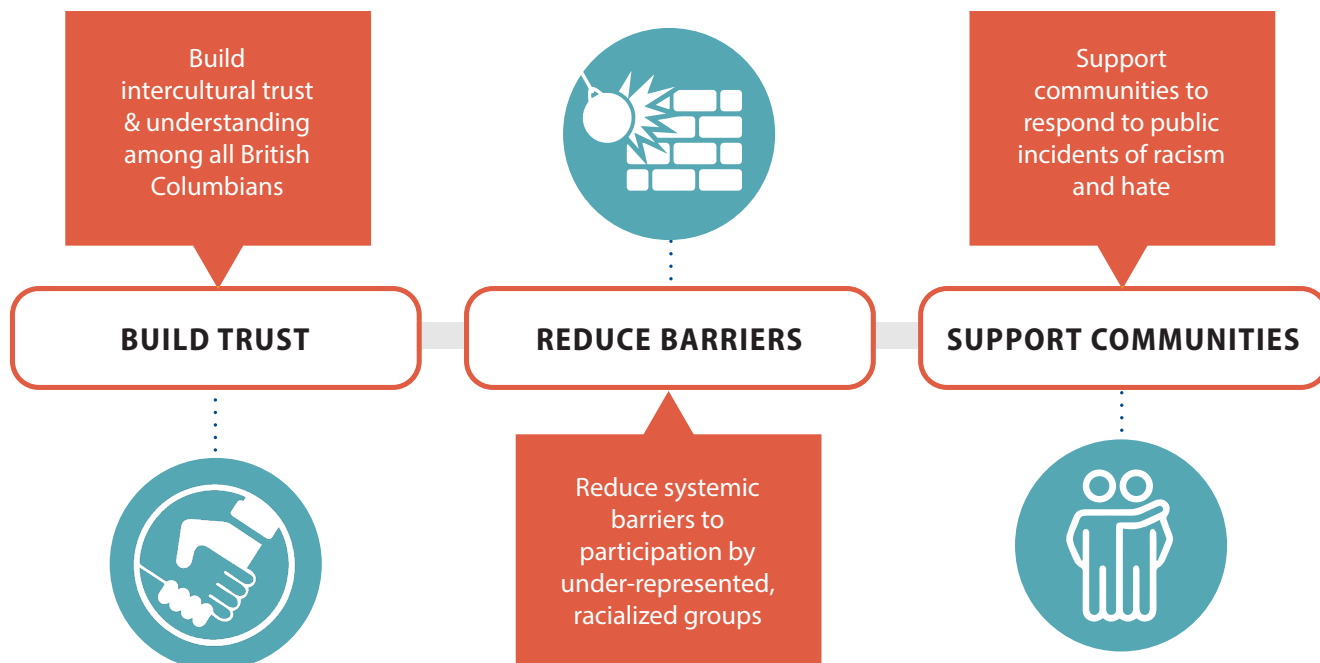 Build
intercultural trust
& understanding
among all British
Columbians
BUILD TRUST
REDUCE BARRIERS
Reduce systemic
barriers to
participation by
under-represented,
racialized groups
Support
communities to
respond to public
incidents of racism
and hate
SUPPORT COMMUNITIES